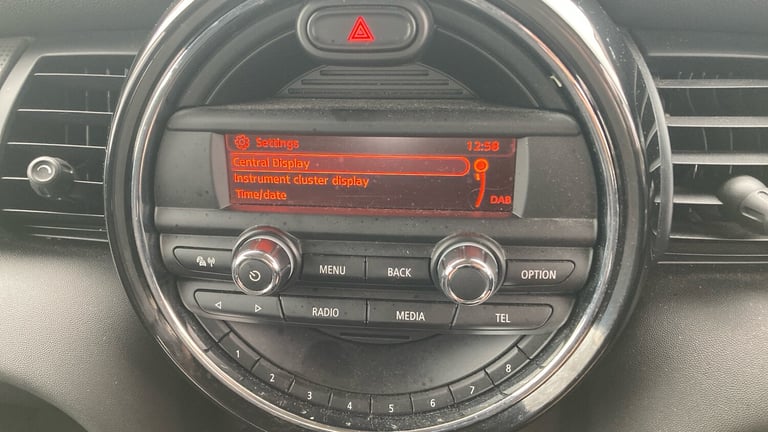 Settings 12:58
Central Display
Instrument cluster display
Time/date DAB
MENU BACK OPTION
RADIO MEDIA TEL
1 2 3 4 5 6 7 8